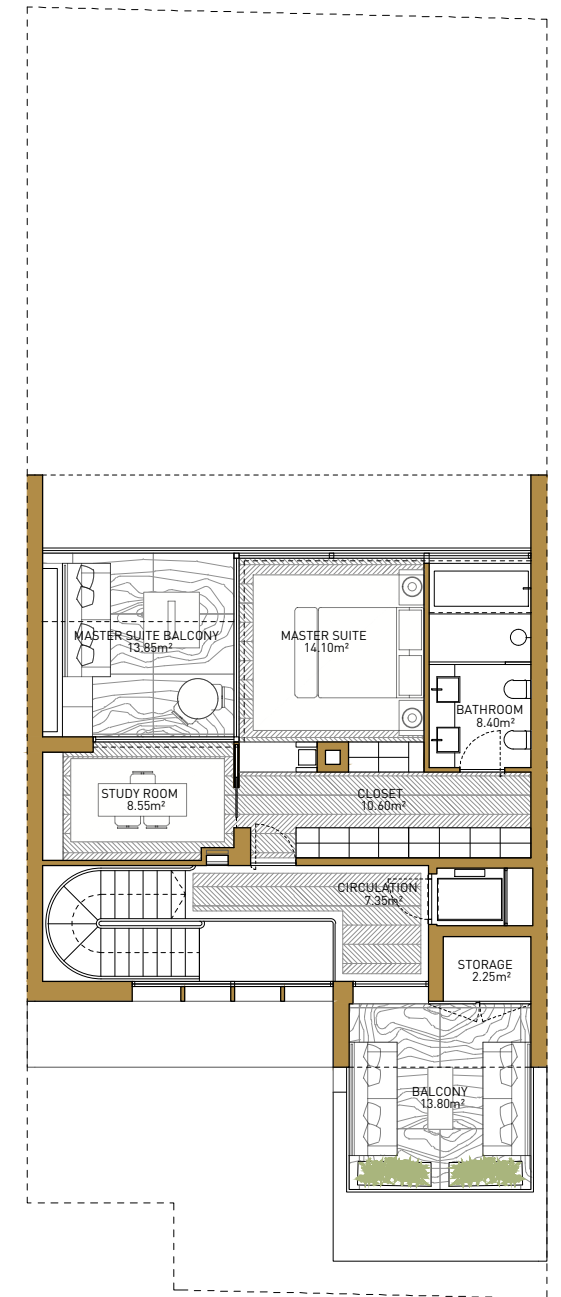 MASTER SUITE BALCONY
13.85m²
MASTER SUITE
14.10m²
BATHROOM
8.40m²
STUDY ROOM
8.55m²
CLOSET
10.60m²
CIRCULATION
7.35m²
STORAGE
2.25m²
BALCONY
13.80m²